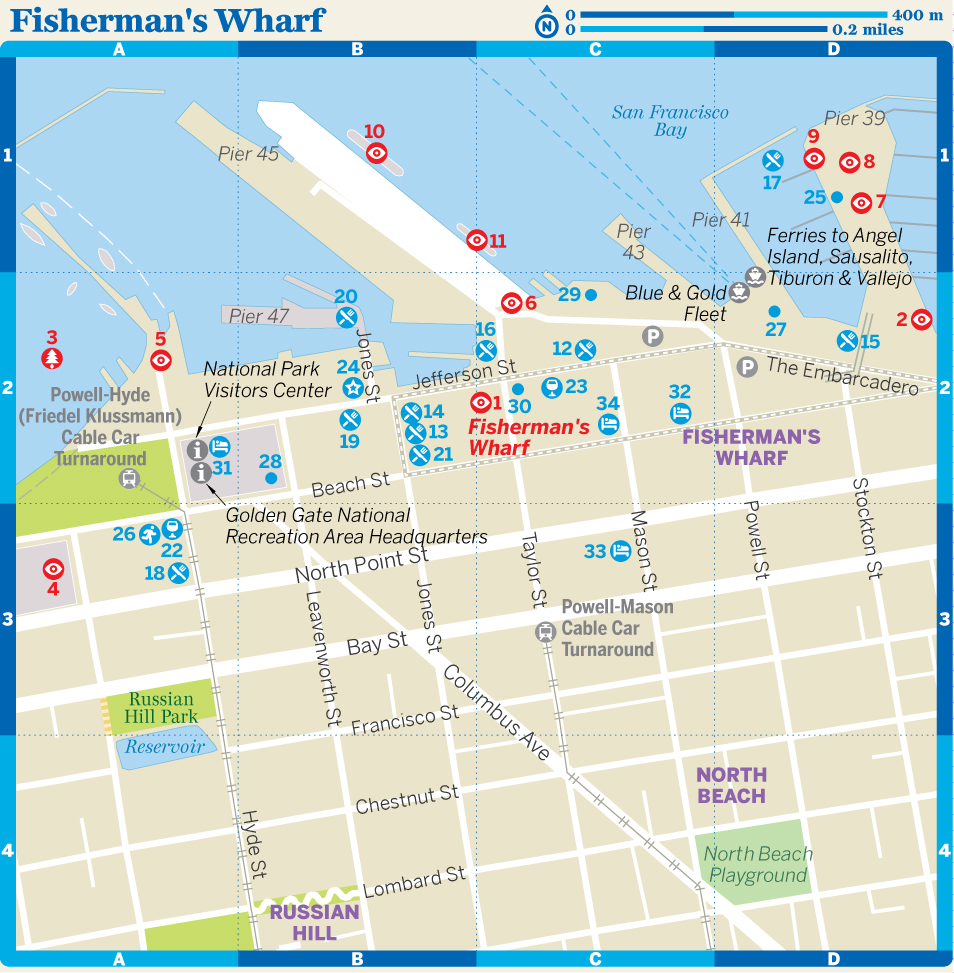 Fisherman's Wharf
N
0
400 m
0
0.2 miles
A
B
C
D
1
1
Pier 45
10
San Francisco
Bay
Pier 39
9
8
17
25
7
Pier 41
Pier
43
11
Ferries to Angel
Island, Sausalito,
Tiburon & Vallejo
Blue & Gold
Fleet
29
6
20
Pier 47
27
2
3
5
16
12
P
15
2
2
National Park
Visitors Center
Jones St
24
Jefferson St
23
30
P
The Embarcadero
Powell-Hyde
(Friedel Klussmann)
Cable Car
Turnaround
19
14
13
21
1
Fisherman's
Wharf
34
32
FISHERMAN'S
WHARF
i
i
31
28
Beach St
Golden Gate National
Recreation Area Headquarters
26
22
18
4
North Point St
Taylor St
33
Mason St
Powell St
Stockton St
3
3
Leavenworth St
Jones St
Bay St
Powell-Mason
Cable Car
Turnaround
Columbus Ave
Russian
Hill Park
Reservoir
Francisco St
NORTH
BEACH
Chestnut St
Hyde St
4
4
North Beach
Playground
Lombard St
RUSSIAN
HILL
A
B
C
D